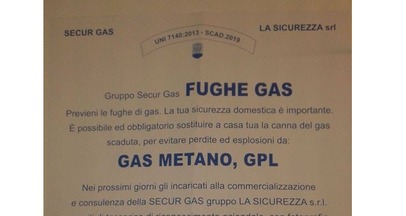 SECUR GAS LA SICUREZZA srl
UNI 7140:2013 - SCAD.2019
Gruppo Secur Gas FUGHE GAS
Previeni le fughe di gas. La tua sicurezza domestica è importante.
È possibile ed obbligatorio sostituire a casa tua la canna del gas
scaduta, per evitare perdite ed esplosioni da:
GAS METANO, GPL
Nei prossimi giorni gli incaricati alla commercializzazione
e consulenza della SECUR GAS gruppo LA SICUREZZA s.r.l.